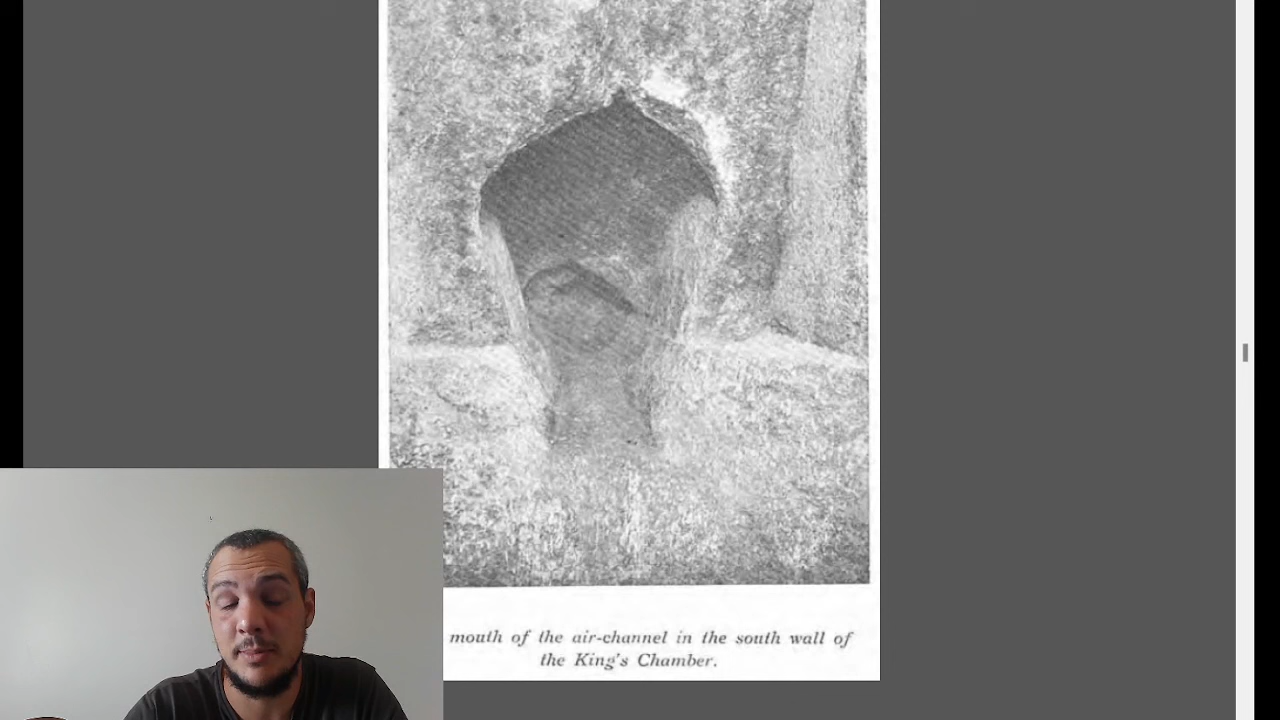 mouth of the air-channel in the south wall of
the King's Chamber.